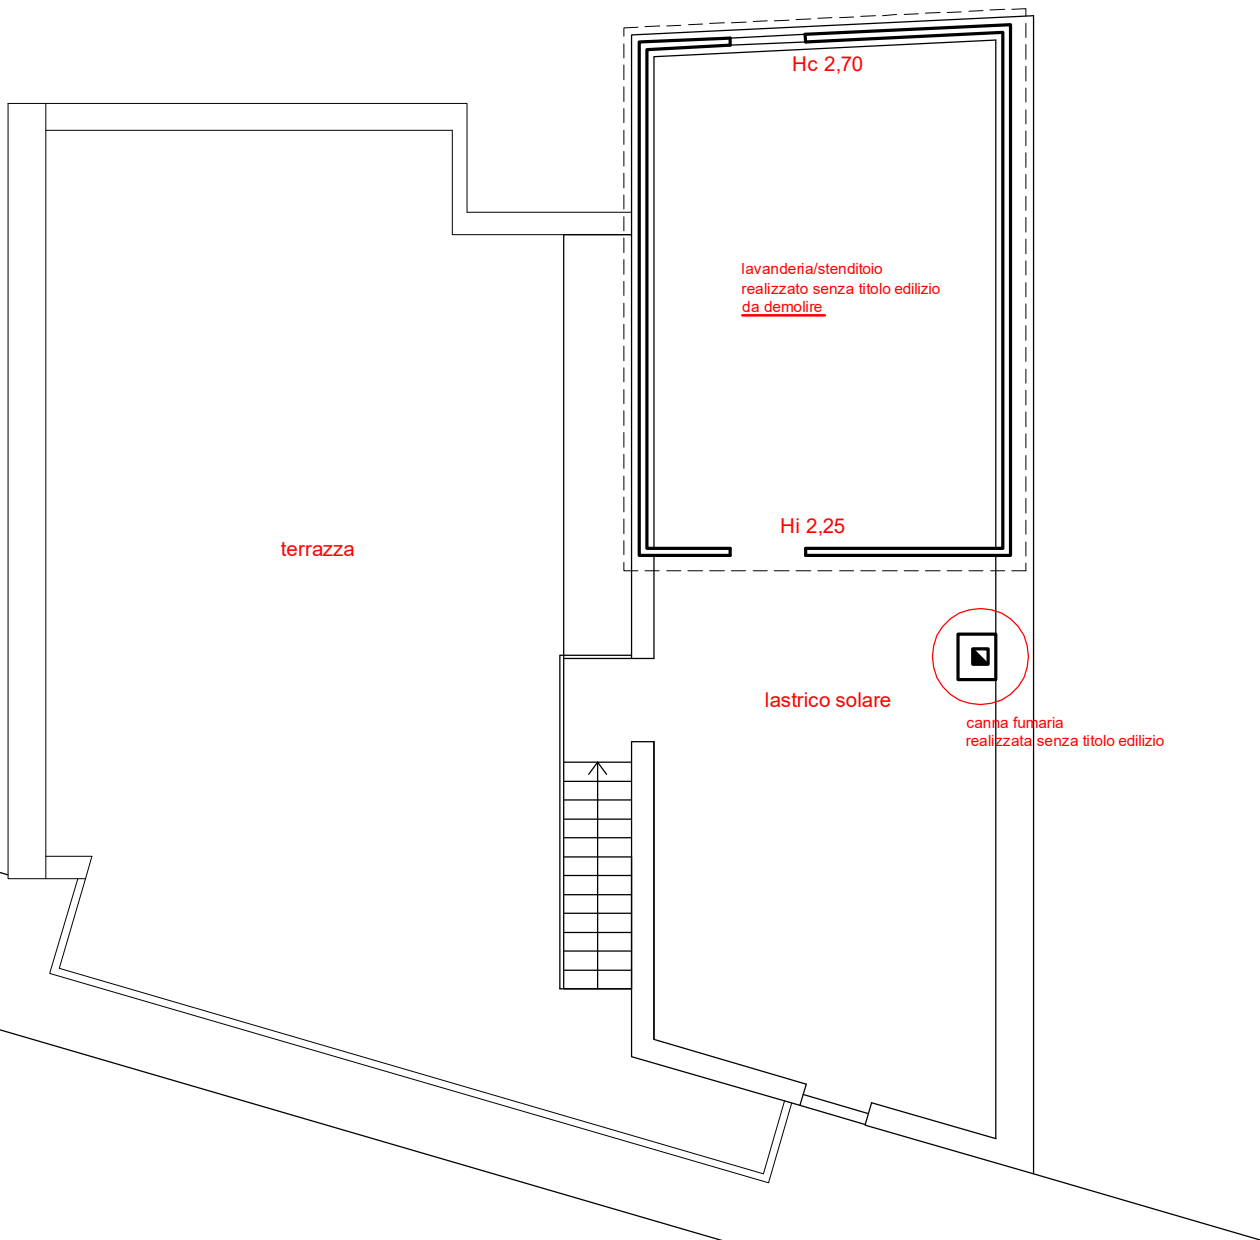 Hc 2,70
lavanderia/stenditoio
realizzato senza titolo edilizio
da demolire
Hi 2,25
terrazza
lastrico solare
canna fumaria
realizzata senza titolo edilizio